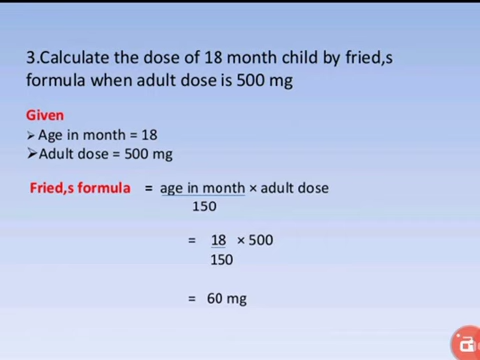 3.Calculate the dose of 18 month child by fried,s
formula when adult dose is 500 mg
Given
➢ Age in month = 18
➢Adult dose = 500 mg
Fried,s formula = age in month × adult dose
150
= 18 × 500
150
= 60 mg